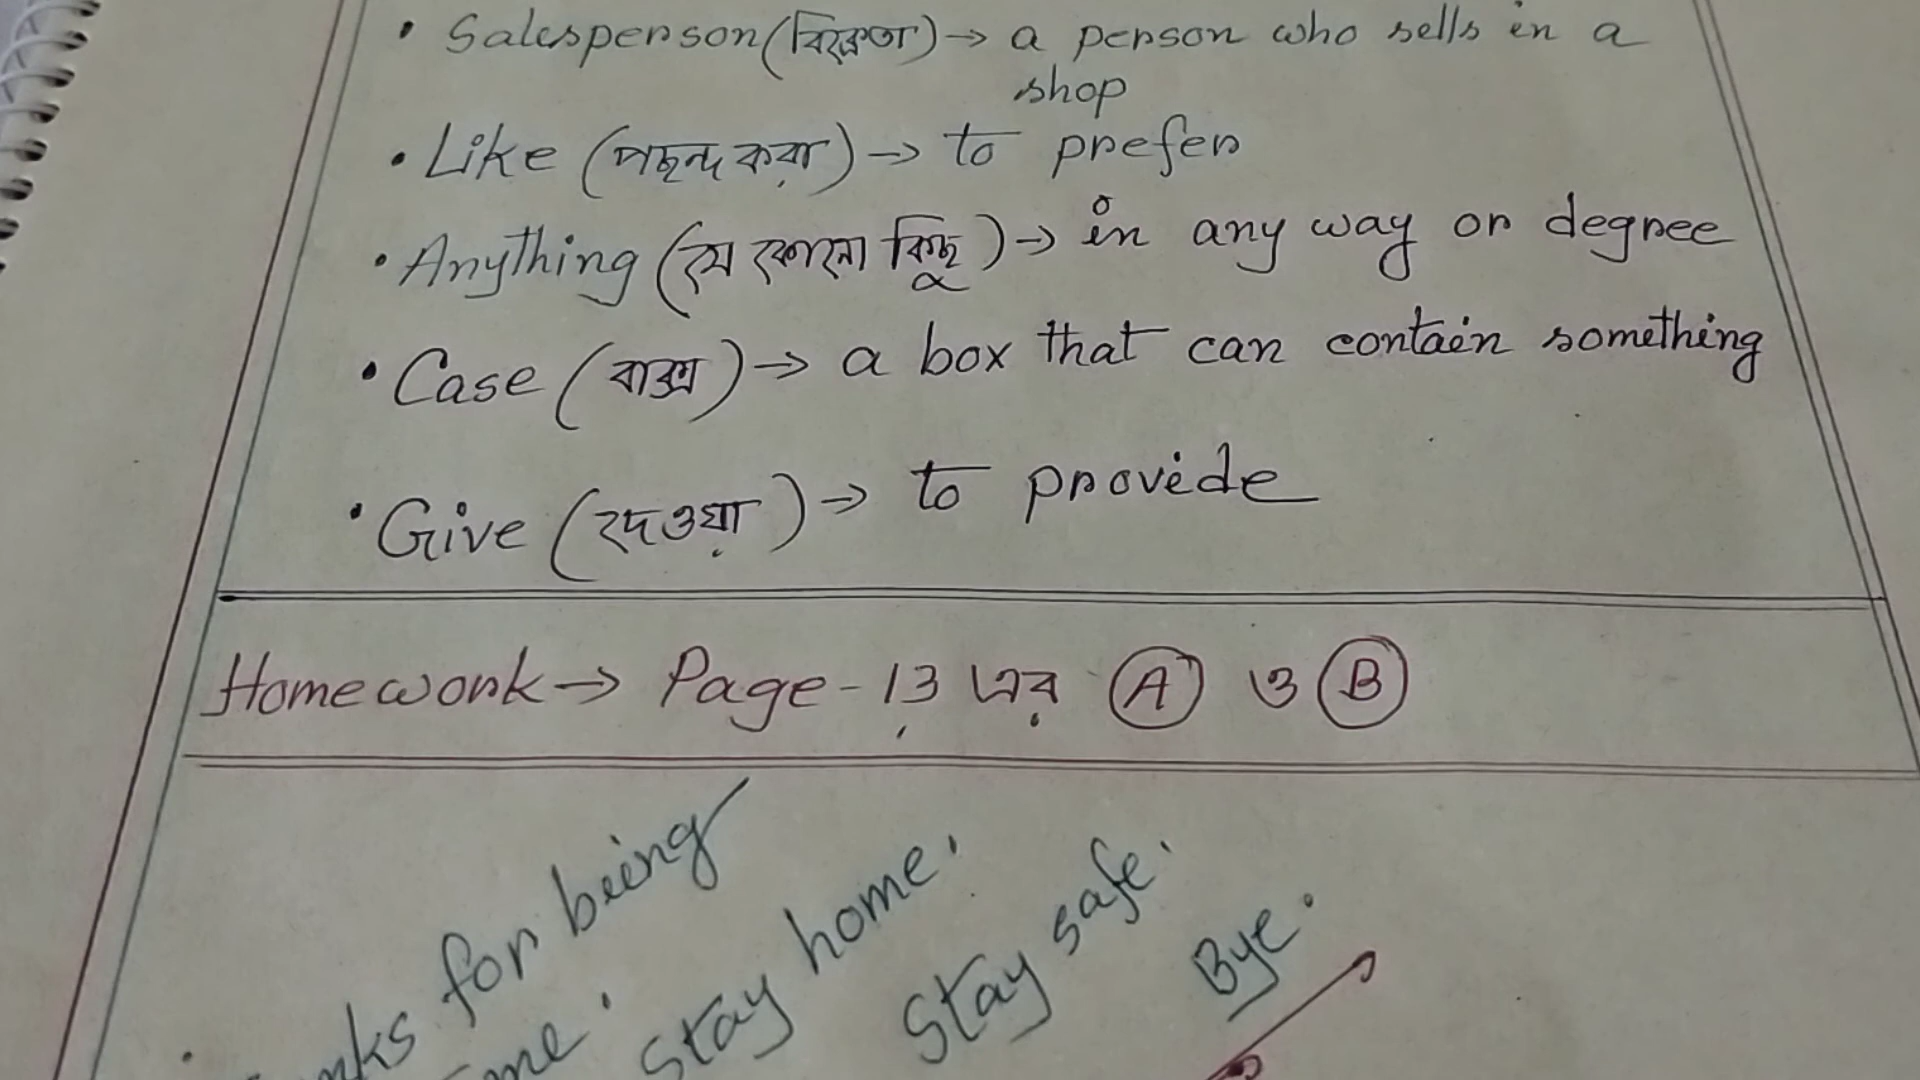 • Salesperson (বিক্রেতা) → a person who sells in a
shop
• Like (পছন্দ করা) → to prefer
• Anything (যে কোনো কিছু) → in any way or degree
• Case (বাক্স) → a box that can contain something
• Give (দেওয়া) → to provide
Homework → Page - 13 এর Ⓐ ও Ⓑ
for being
Stay home.
Stay safe.
Bye.